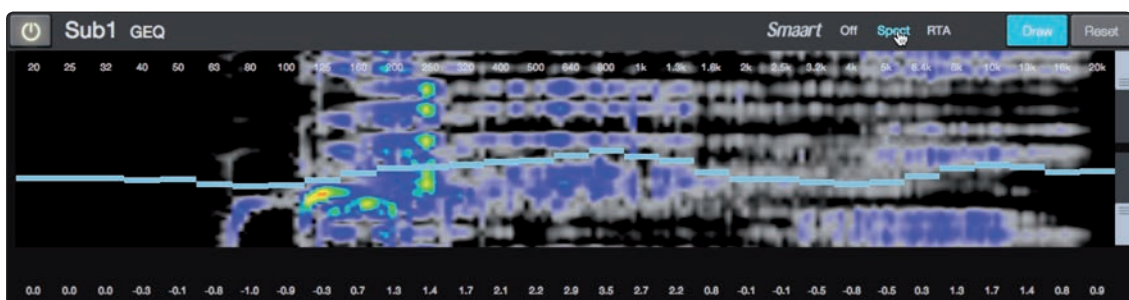 Sub1 GEQ Smaart Off Spect RTA Draw Reset
20 25 32 40 50 63 80 100 125 160 200 250 320 400 500 640 800 1k 1.3k 1.6k 2k 2.5k 3.2k 4k 5k 6.4k 8k 10k 13k 16k 20k
0.0 0.0 0.0 -0.3 -0.1 -0.8 -1.0 -0.9 -0.3 0.7 1.3 1.4 1.7 2.1 2.2 2.9 3.5 2.7 2.2 0.8 -0.1 -0.1 -0.5 -0.8 -0.5 0.3 1.3 1.7 1.4 0.8 0.9